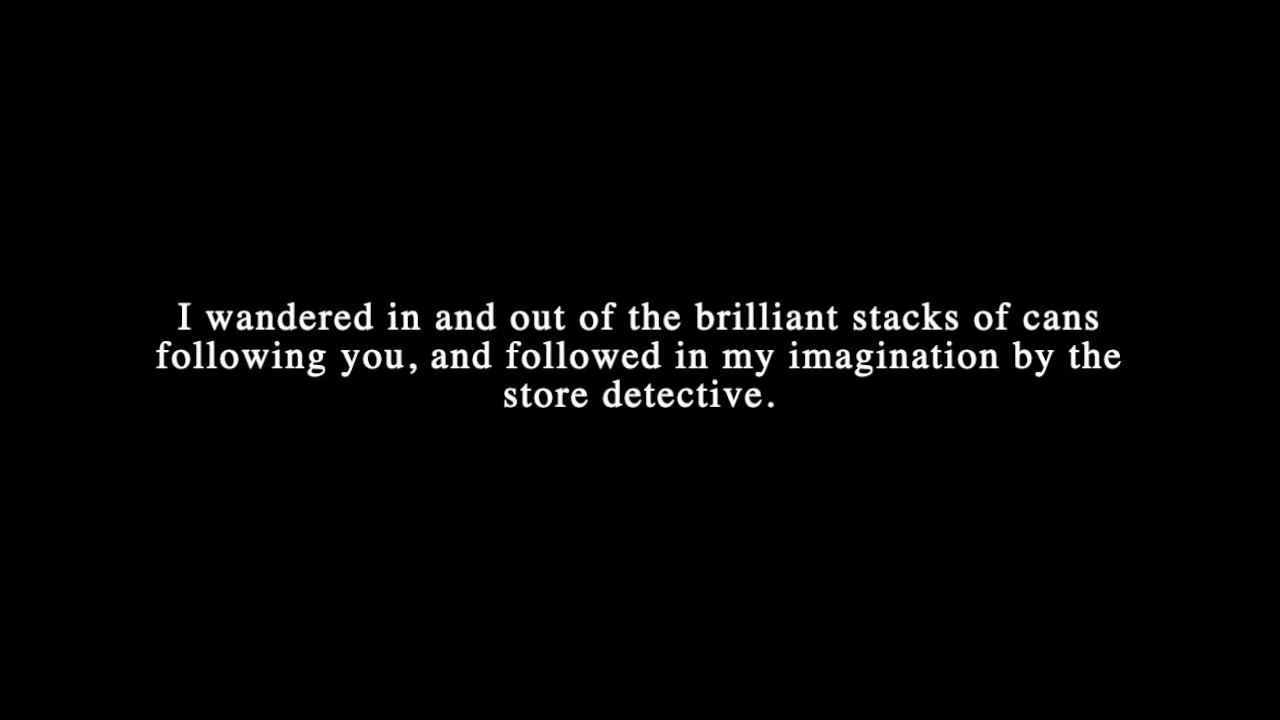 I wandered in and out of the brilliant stacks of cans
following you, and followed in my imagination by the
store detective.